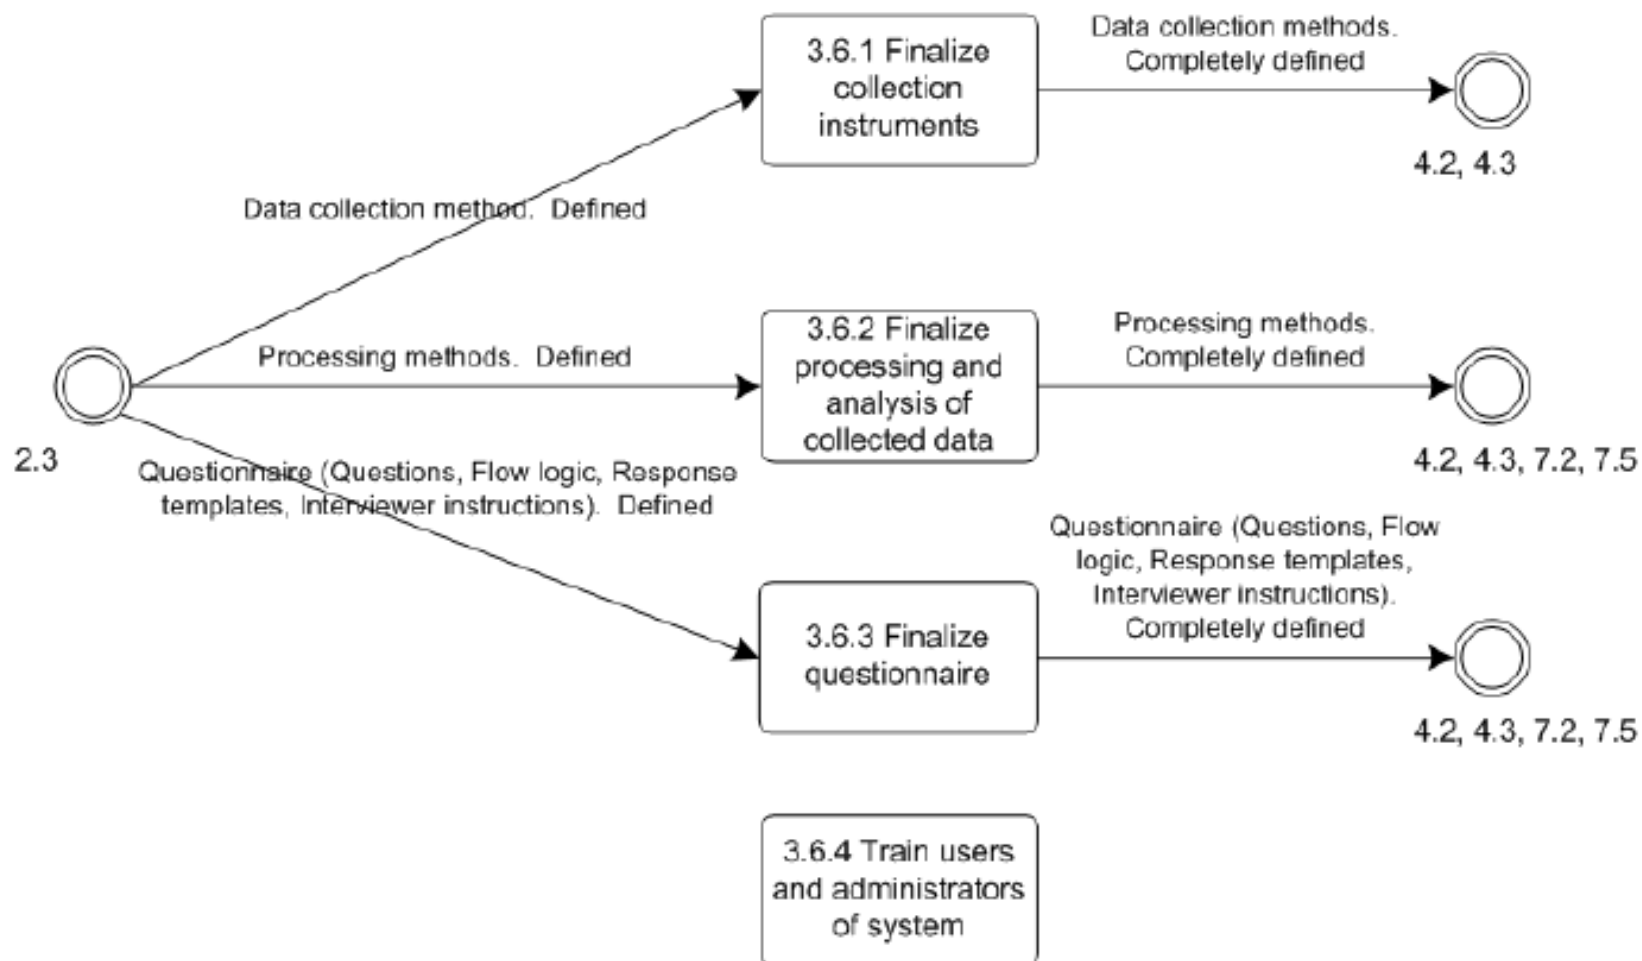 3.6.1 Finalize
collection
instruments
Data collection methods.
Completely defined
4.2, 4.3
Data collection method.  Defined
2.3
Processing methods.  Defined
3.6.2 Finalize
processing and
analysis of
collected data
Processing methods.
Completely defined
4.2, 4.3, 7.2, 7.5
Questionnaire (Questions, Flow logic, Response
templates, Interviewer instructions).  Defined
3.6.3 Finalize
questionnaire
Questionnaire (Questions, Flow
logic, Response templates,
Interviewer instructions).
Completely defined
4.2, 4.3, 7.2, 7.5
3.6.4 Train users
and administrators
of system